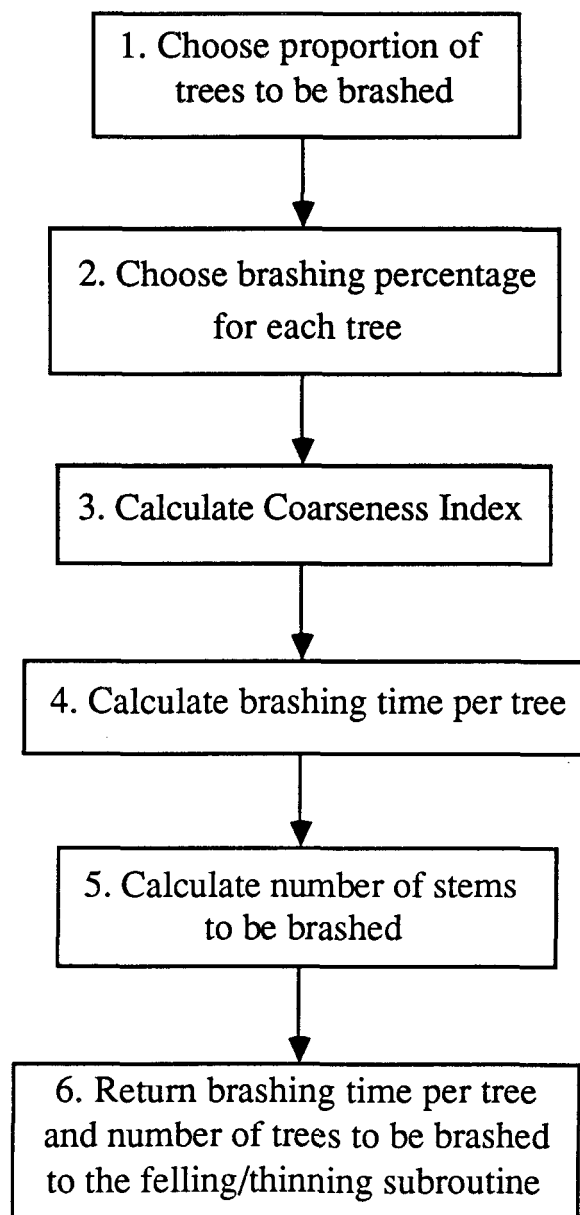 1. Choose proportion of
trees to be brashed
2. Choose brashing percentage
for each tree
3. Calculate Coarseness Index
4. Calculate brashing time per tree
5. Calculate number of stems
to be brashed
6. Return brashing time per tree
and number of trees to be brashed
to the felling/thinning subroutine